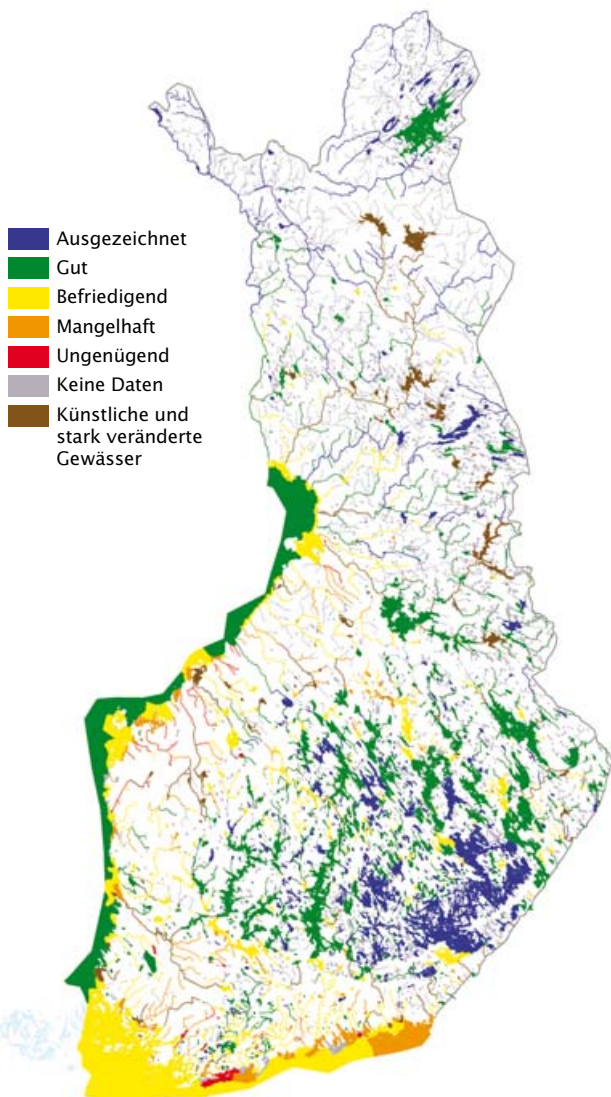 Ausgezeichnet
Gut
Befriedigend
Mangelhaft
Ungenügend
Keine Daten
Künstliche und
stark veränderte
Gewässer